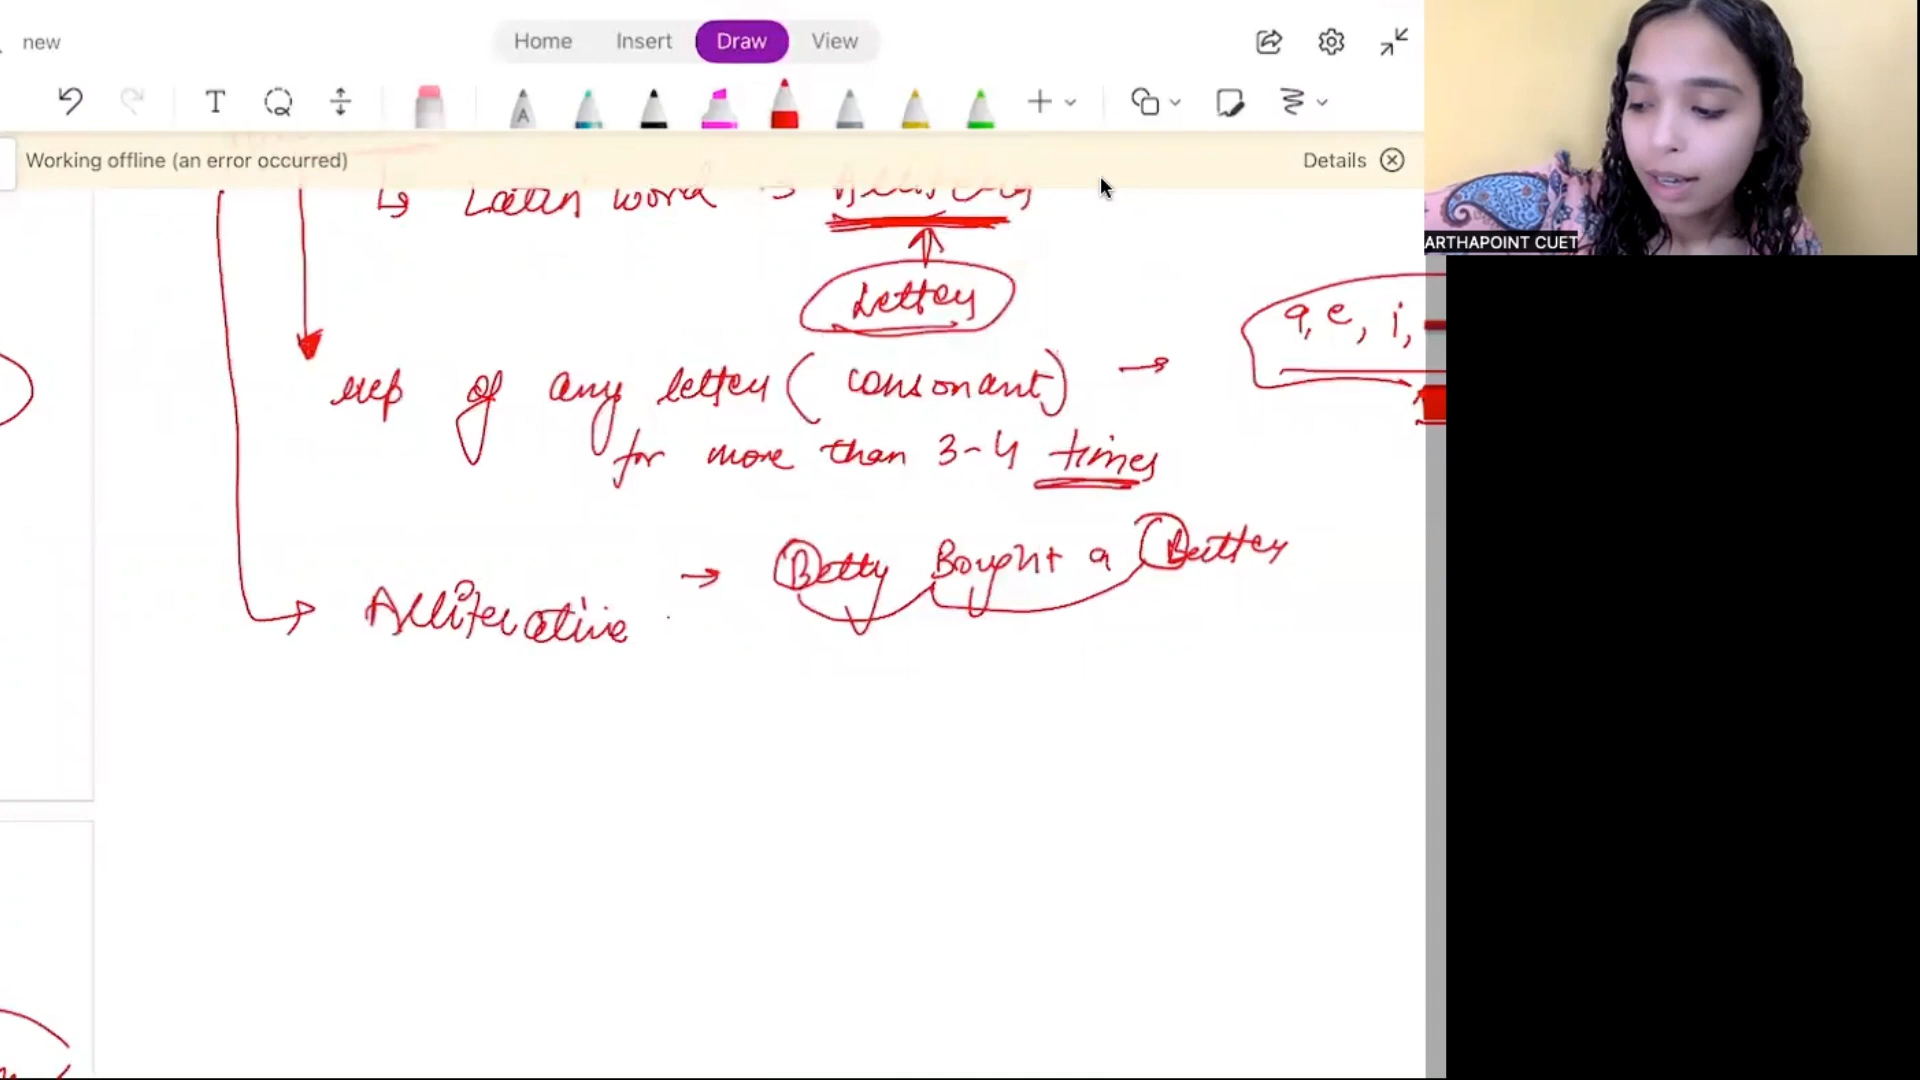 new
Home Insert Draw View
T
A
Working offline (an error occurred)
Details
ARTHAPOINT CUET
Latin word →
Letter
a, e, i,
rep of any letter (consonant) →
for more than 3-4 times
Alliterative → Betty Bought a Butter